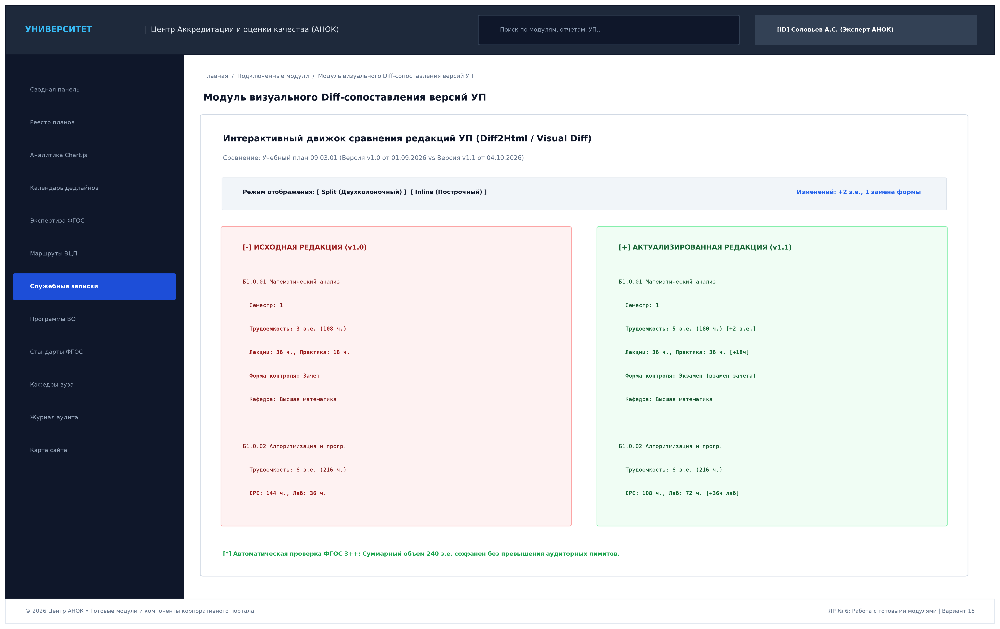 УНИВЕРСИТЕТ | Центр Аккредитации и оценки качества (АНОК)
Поиск по модулям, отчетам, УП...
[ID] Соловьев А.С. (Эксперт АНОК)
Сводная панель
Реестр планов
Аналитика Chart.js
Календарь дедлайнов
Экспертиза ФГОС
Маршруты ЭЦП
Служебные записки
Программы ВО
Стандарты ФГОС
Кафедры вуза
Журнал аудита
Карта сайта
Главная / Подключенные модули / Модуль визуального Diff-сопоставления версий УП
Модуль визуального Diff-сопоставления версий УП
Интерактивный движок сравнения редакций УП (Diff2Html / Visual Diff)
Сравнение: Учебный план 09.03.01 (Версия v1.0 от 01.09.2026 vs Версия v1.1 от 04.10.2026)
Режим отображения: [ Split (Двухколоночный) ] [ Inline (Построчный) ]
Изменений: +2 з.е., 1 замена формы
[-] ИСХОДНАЯ РЕДАКЦИЯ (v1.0)
Б1.О.01 Математический анализ
Семестр: 1
Трудоемкость: 3 з.е. (108 ч.)
Лекции: 36 ч., Практика: 18 ч.
Форма контроля: Зачет
Кафедра: Высшая математика
----------------------------------
Б1.О.02 Алгоритмизация и прогр.
Трудоемкость: 6 з.е. (216 ч.)
СРС: 144 ч., Лаб: 36 ч.
[+] АКТУАЛИЗИРОВАННАЯ РЕДАКЦИЯ (v1.1)
Б1.О.01 Математический анализ
Семестр: 1
Трудоемкость: 5 з.е. (180 ч.) [+2 з.е.]
Лекции: 36 ч., Практика: 36 ч. [+18ч]
Форма контроля: Экзамен (взамен зачета)
Кафедра: Высшая математика
----------------------------------
Б1.О.02 Алгоритмизация и прогр.
Трудоемкость: 6 з.е. (216 ч.)
СРС: 108 ч., Лаб: 72 ч. [+36ч лаб]
[*] Автоматическая проверка ФГОС 3++: Суммарный объем 240 з.е. сохранен без превышения аудиторных лимитов.
© 2026 Центр АНОК • Готовые модули и компоненты корпоративного портала
ЛР № 6: Работа с готовыми модулями | Вариант 15